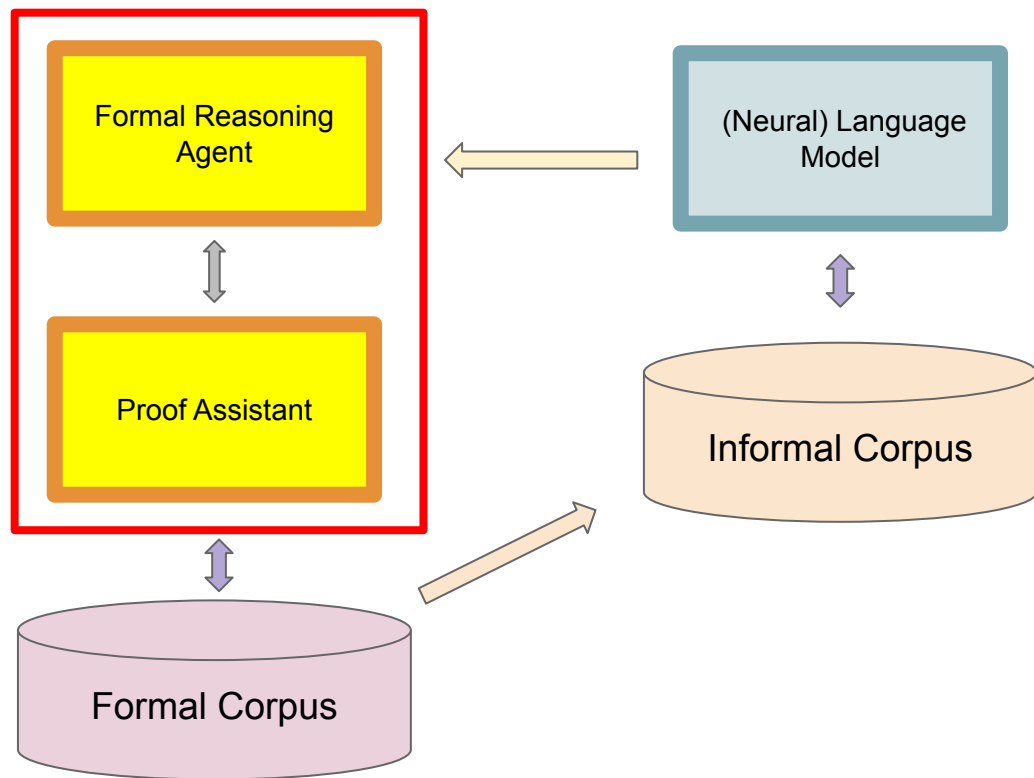 Formal Reasoning
Agent
(Neural) Language
Model
Proof Assistant
Informal Corpus
Formal Corpus